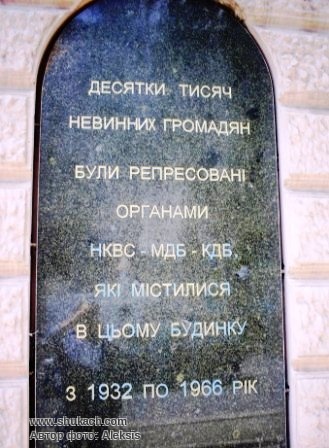 ДЕСЯТКИ ТИСЯЧ
НЕВИННИХ ГРОМАДЯН
БУЛИ РЕПРЕСОВАНІ
ОРГАНАМИ
НКВС - МДБ - КДБ,
ЯКІ МІСТИЛИСЯ
В ЦЬОМУ БУДИНКУ
З 1932 ПО 1966 РІК
www.shukach.com
Автор фото: Aleksis